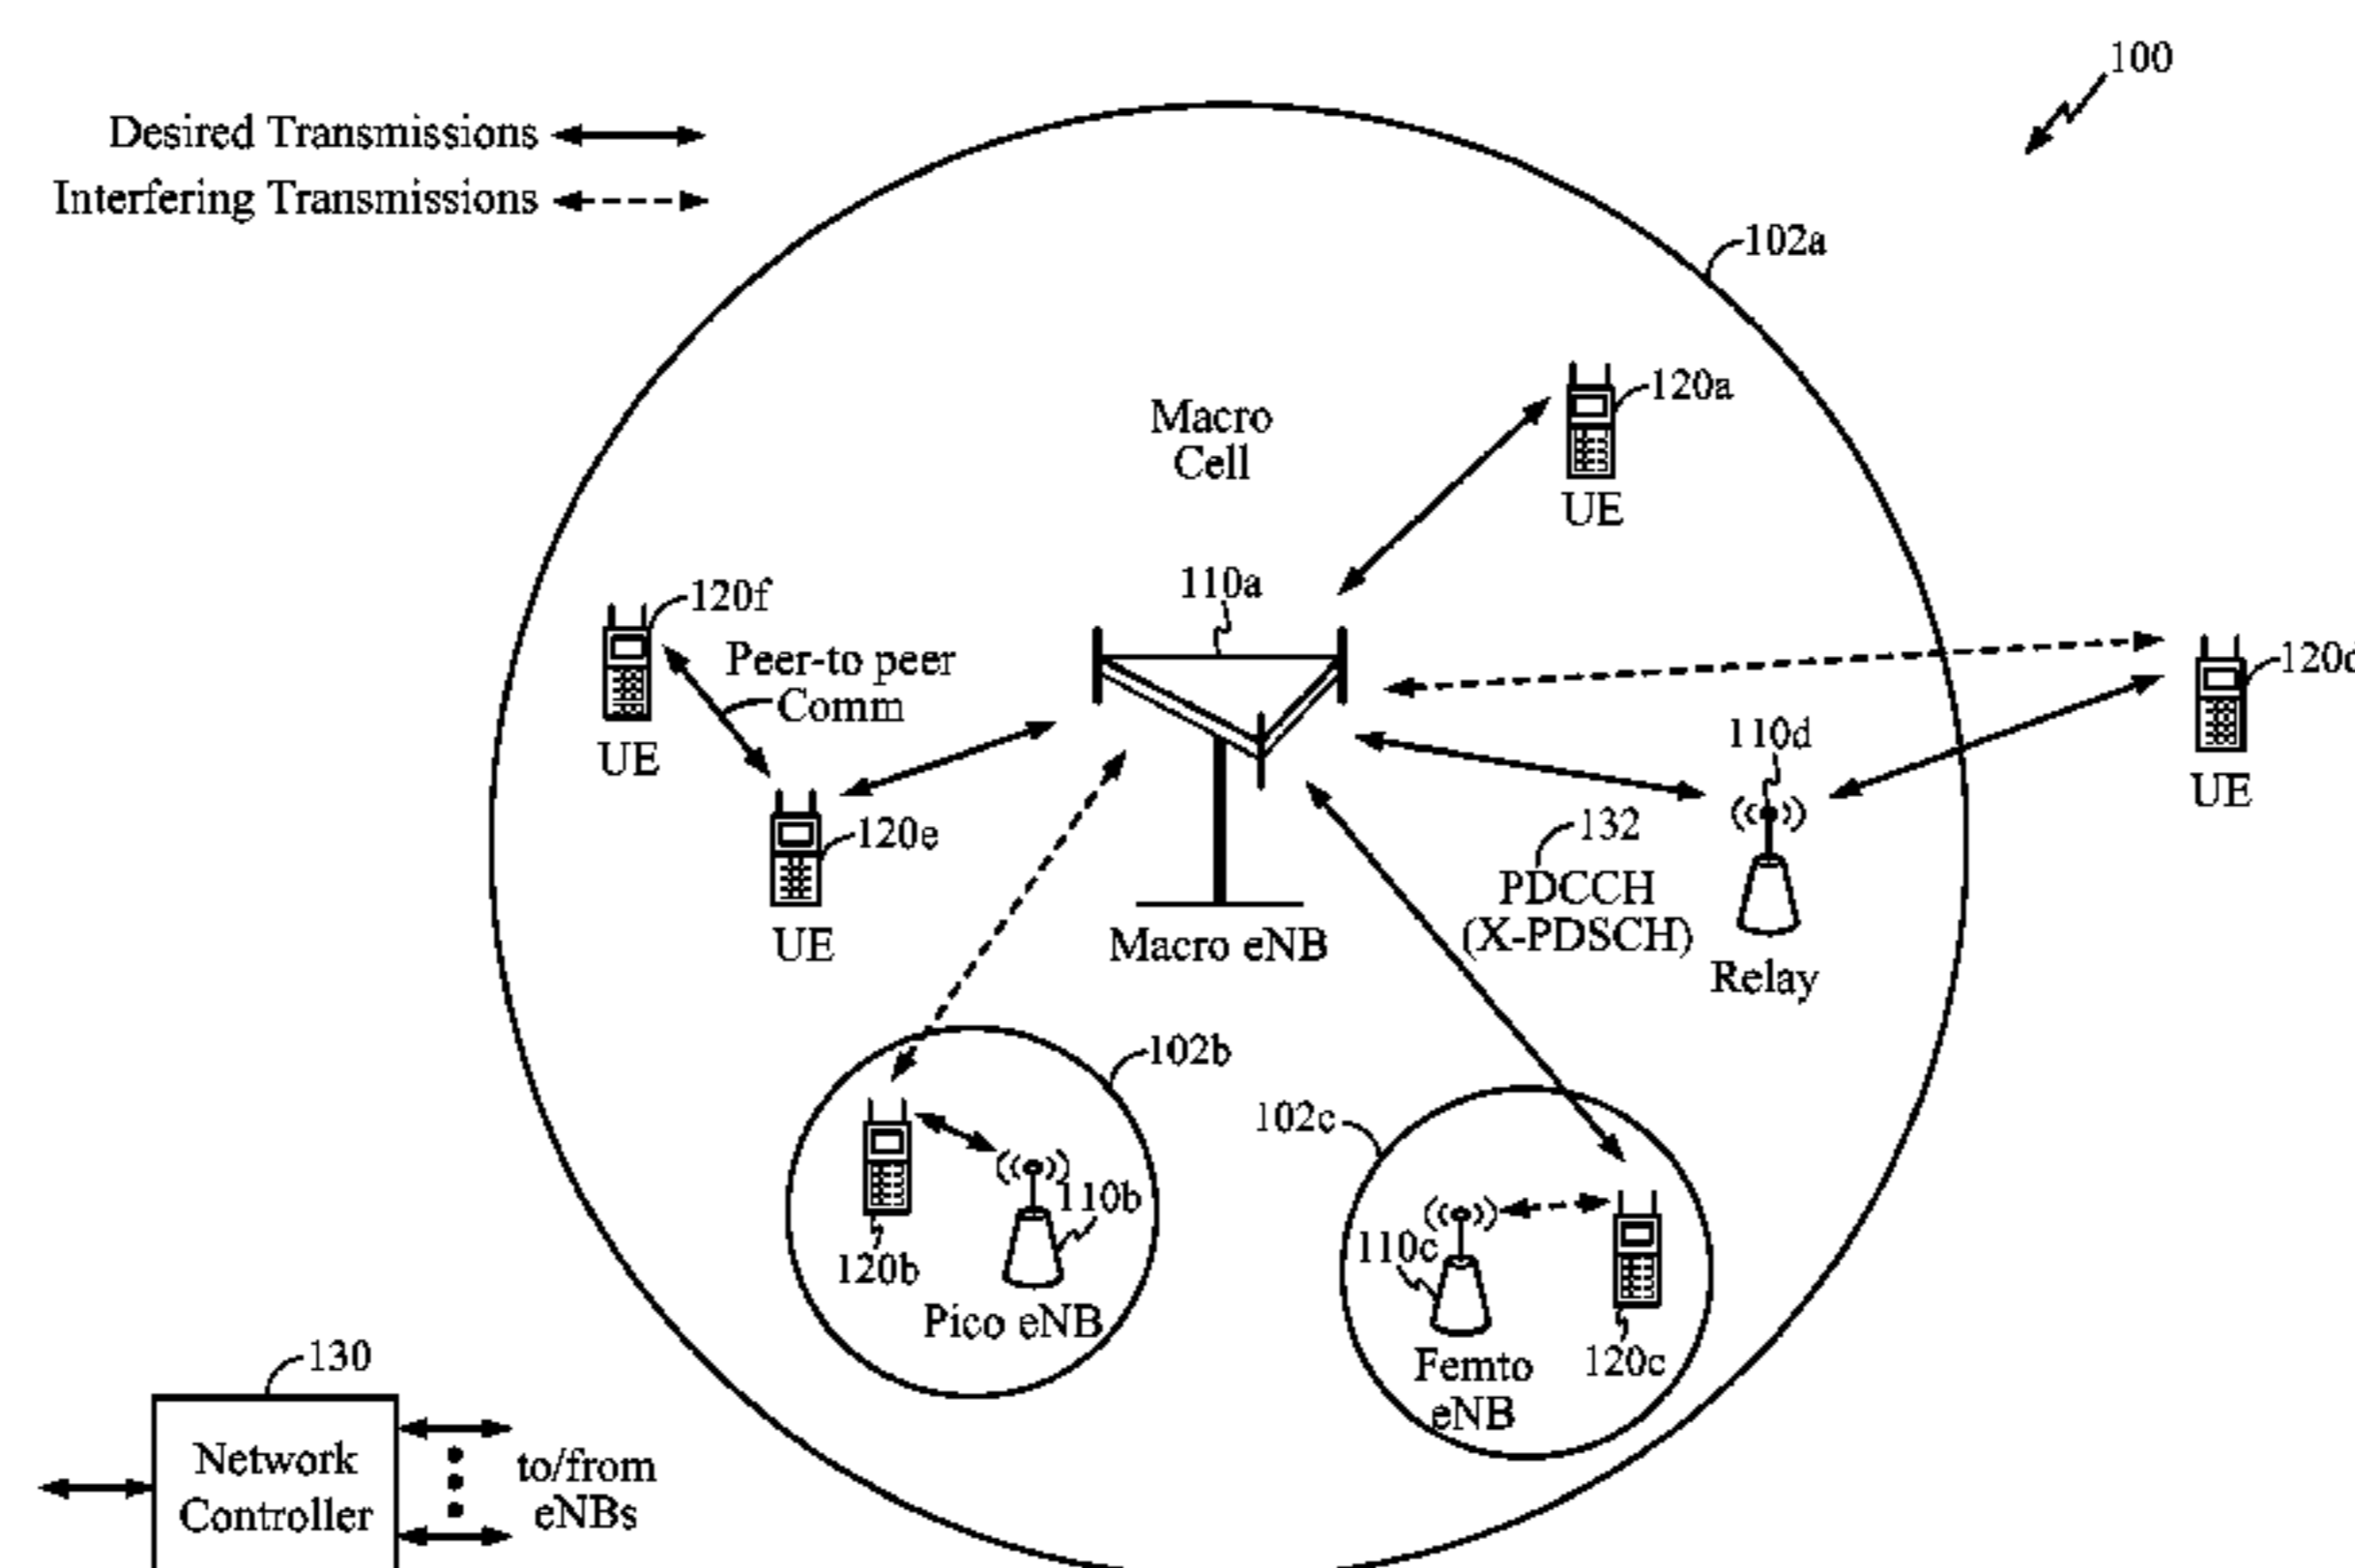 100
Desired Transmissions
Interfering Transmissions
102a
120a
Macro
Cell
UE
110a
120f
Peer-to peer
Comm
120d
110d
UE
UE
132
120e
PDCCH
(X-PDSCH)
UE
Macro eNB
Relay
102b
102c
110b
110c
120b
Pico eNB
120c
Femto
eNB
130
Network
Controller
to/from
eNBs